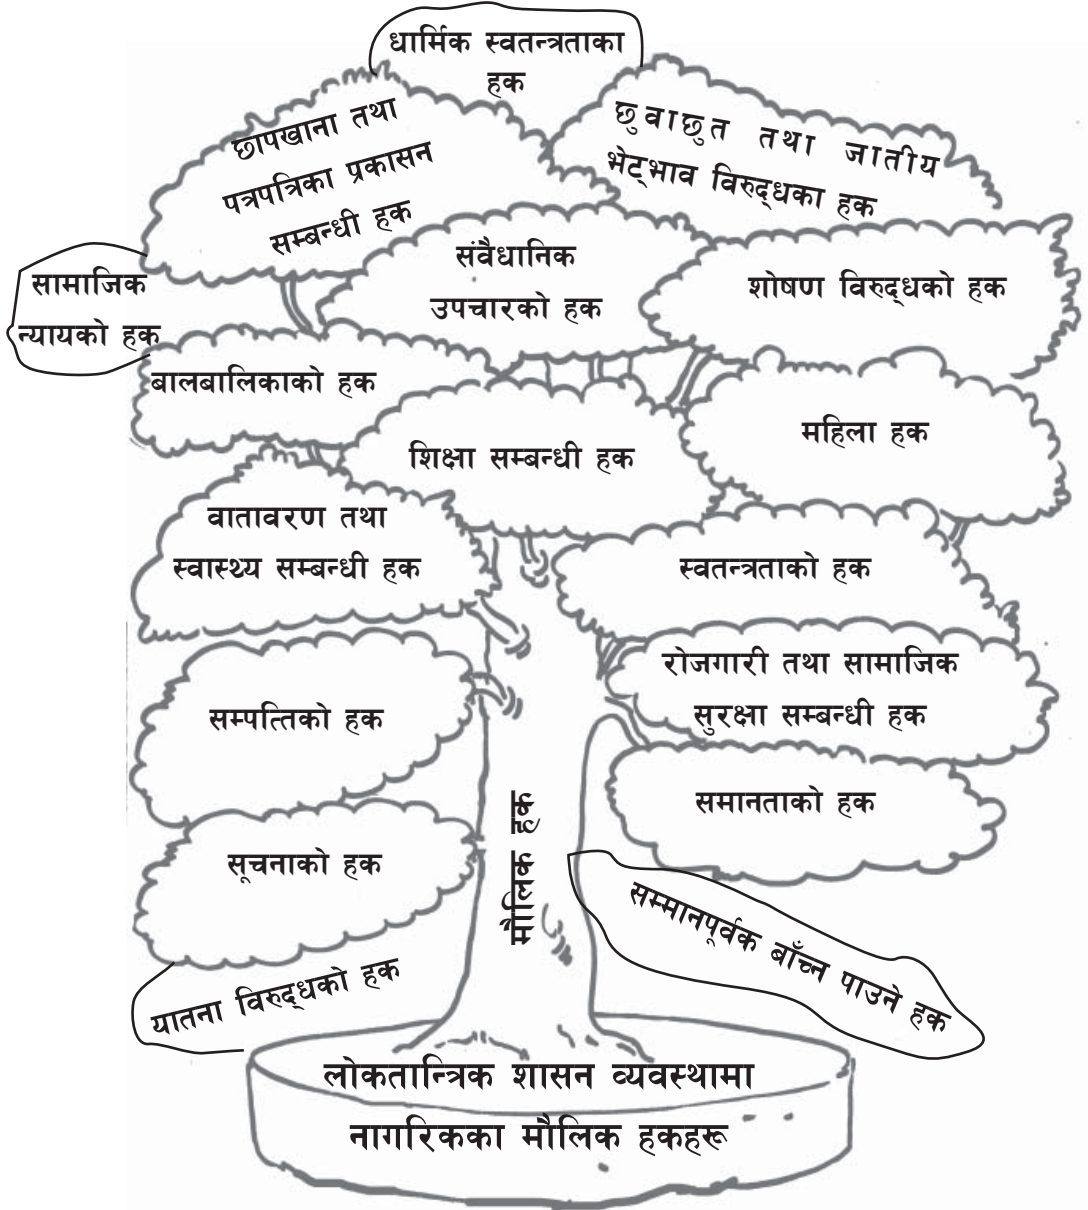 धार्मिक स्वतन्त्रताका
हक
छापखाना तथा
पत्रपत्रिका प्रकासन
सम्बन्धी हक
छुवाछुत तथा जातीय
भेट्भाव विरुद्धका हक
संवैधानिक
उपचारको हक
शोषण विरुद्धको हक
सामाजिक
न्यायको हक
बालबालिकाको हक
शिक्षा सम्बन्धी हक
महिला हक
वातावरण तथा
स्वास्थ्य सम्बन्धी हक
स्वतन्त्रताको हक
रोजगारी तथा सामाजिक
सुरक्षा सम्बन्धी हक
सम्पत्तिको हक
समानताको हक
सूचनाको हक
मौलिक हक
सम्मानपूर्वक बाँच्न पाउने हक
यातना विरुद्धको हक
लोकतान्त्रिक शासन व्यवस्थामा
नागरिकका मौलिक हकहरू